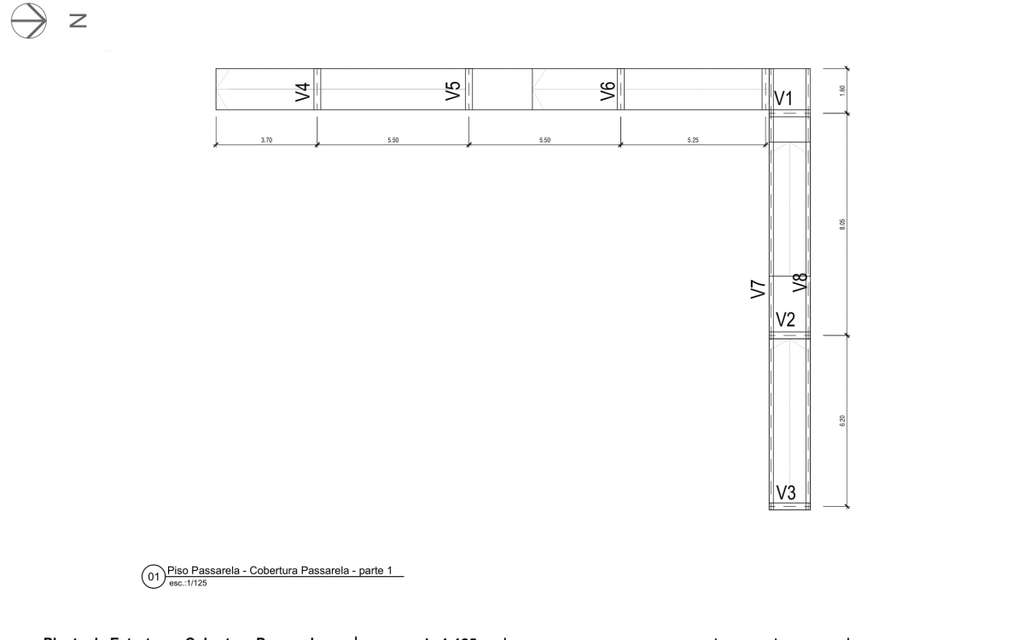 N
V4
V5
V6
V1
1.60
3.70
5.50
5.50
5.25
8.05
V7
V8
V2
6.20
V3
01
Piso Passarela - Cobertura Passarela - parte 1
esc.:1/125